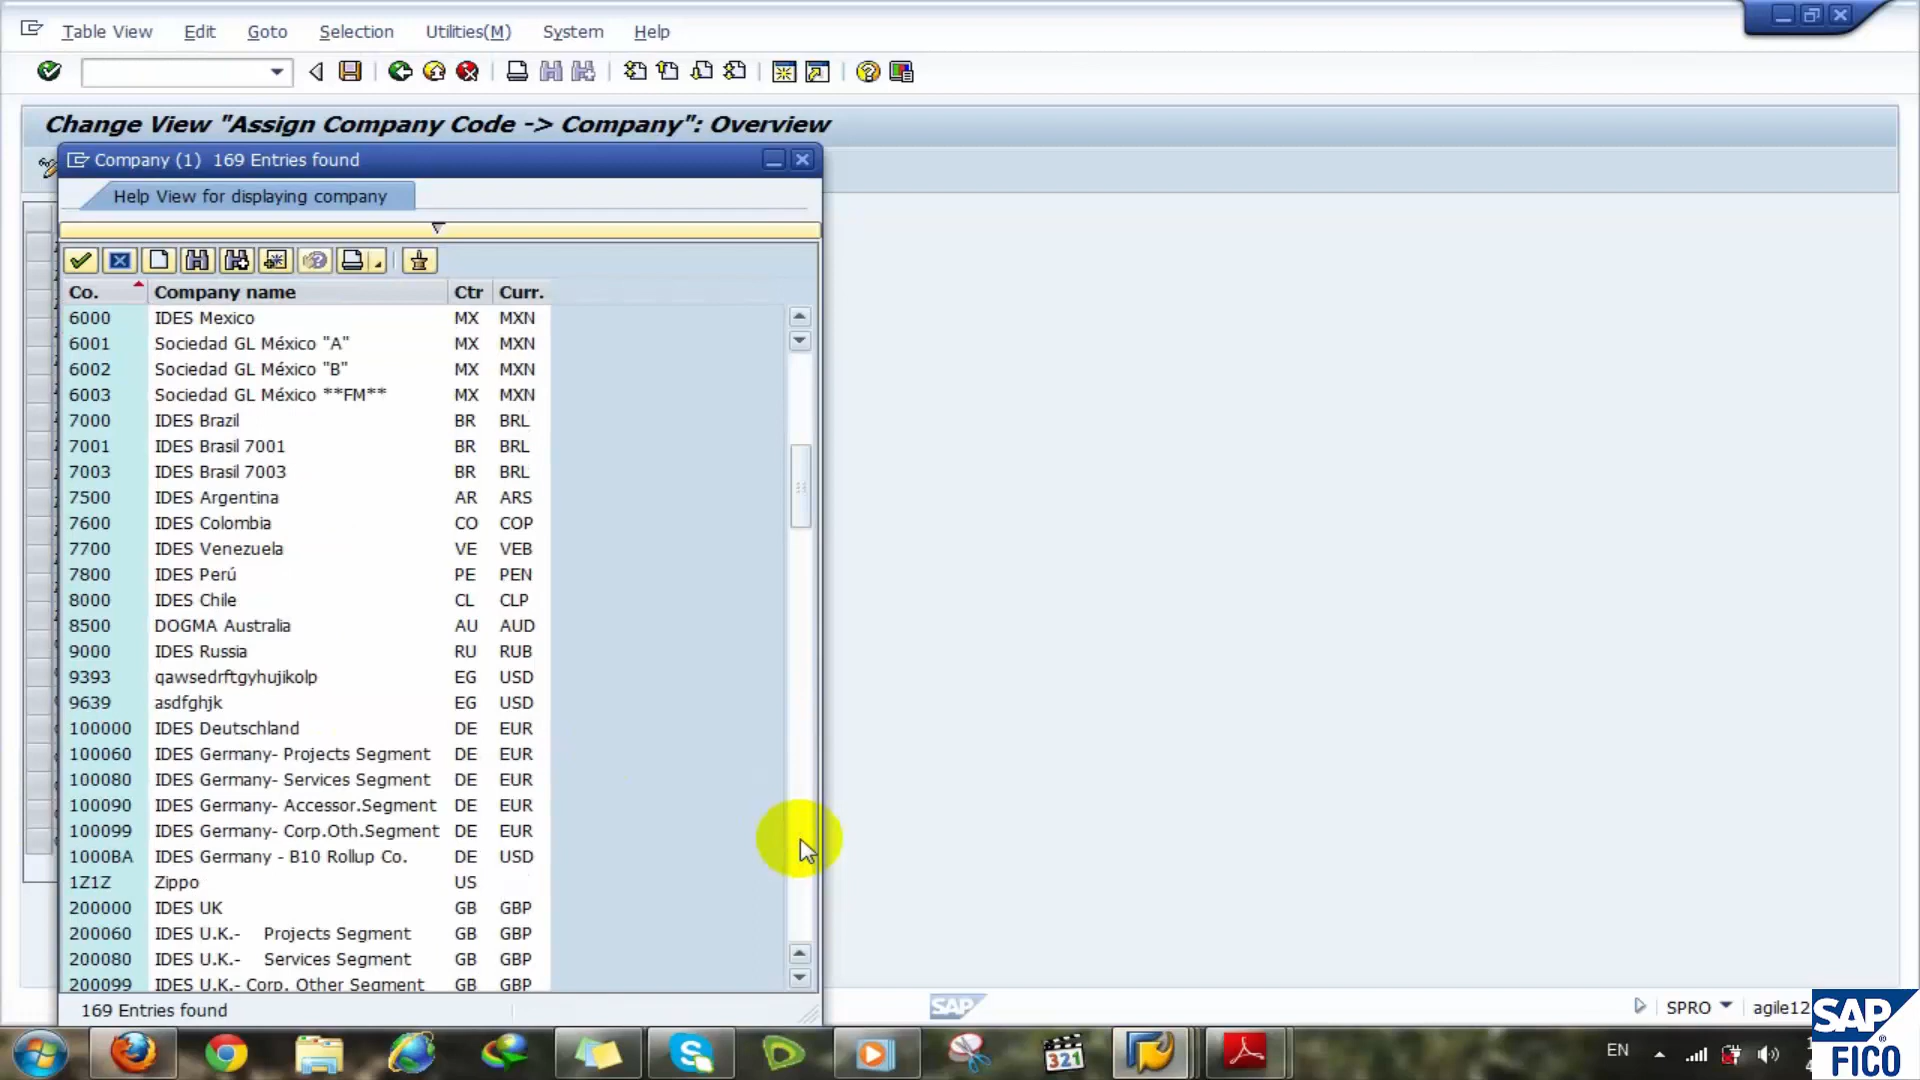 Table View Edit Goto Selection Utilities(M) System Help
Change View "Assign Company Code -> Company": Overview
Company (1) 169 Entries found
Help View for displaying company
Co. Company name Ctr Curr.
6000 IDES Mexico MX MXN
6001 Sociedad GL México "A" MX MXN
6002 Sociedad GL México "B" MX MXN
6003 Sociedad GL México **FM** MX MXN
7000 IDES Brazil BR BRL
7001 IDES Brasil 7001 BR BRL
7003 IDES Brasil 7003 BR BRL
7500 IDES Argentina AR ARS
7600 IDES Colombia CO COP
7700 IDES Venezuela VE VEB
7800 IDES Perú PE PEN
8000 IDES Chile CL CLP
8500 DOGMA Australia AU AUD
9000 IDES Russia RU RUB
9393 qawsedrftgyhujikolp EG USD
9639 asdfghjk EG USD
100000 IDES Deutschland DE EUR
100060 IDES Germany- Projects Segment DE EUR
100080 IDES Germany- Services Segment DE EUR
100090 IDES Germany- Accessor.Segment DE EUR
100099 IDES Germany- Corp.Oth.Segment DE EUR
1000BA IDES Germany - B10 Rollup Co. DE USD
1Z1Z Zippo US
200000 IDES UK GB GBP
200060 IDES U.K.- Projects Segment GB GBP
200080 IDES U.K.- Services Segment GB GBP
200099 IDES U.K.- Corp. Other Segment GB GBP
169 Entries found
SAP
SPRO agile12
SAP
FICO
321
EN